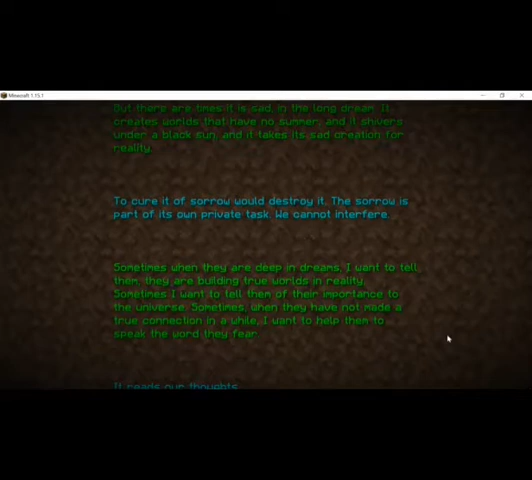 Minecraft 1.15.1
But there are times it is sad, in the long dream. It
creates worlds that have no summer, and it shivers
under a black sun, and it takes its sad creation for
reality.
To cure it of sorrow would destroy it. The sorrow is
part of its own private task. We cannot interfere.
Sometimes when they are deep in dreams, I want to tell
them, they are building true worlds in reality.
Sometimes I want to tell them of their importance to
the universe. Sometimes, when they have not made a
true connection in a while, I want to help them to
speak the word they fear.
It reads our thoughts.